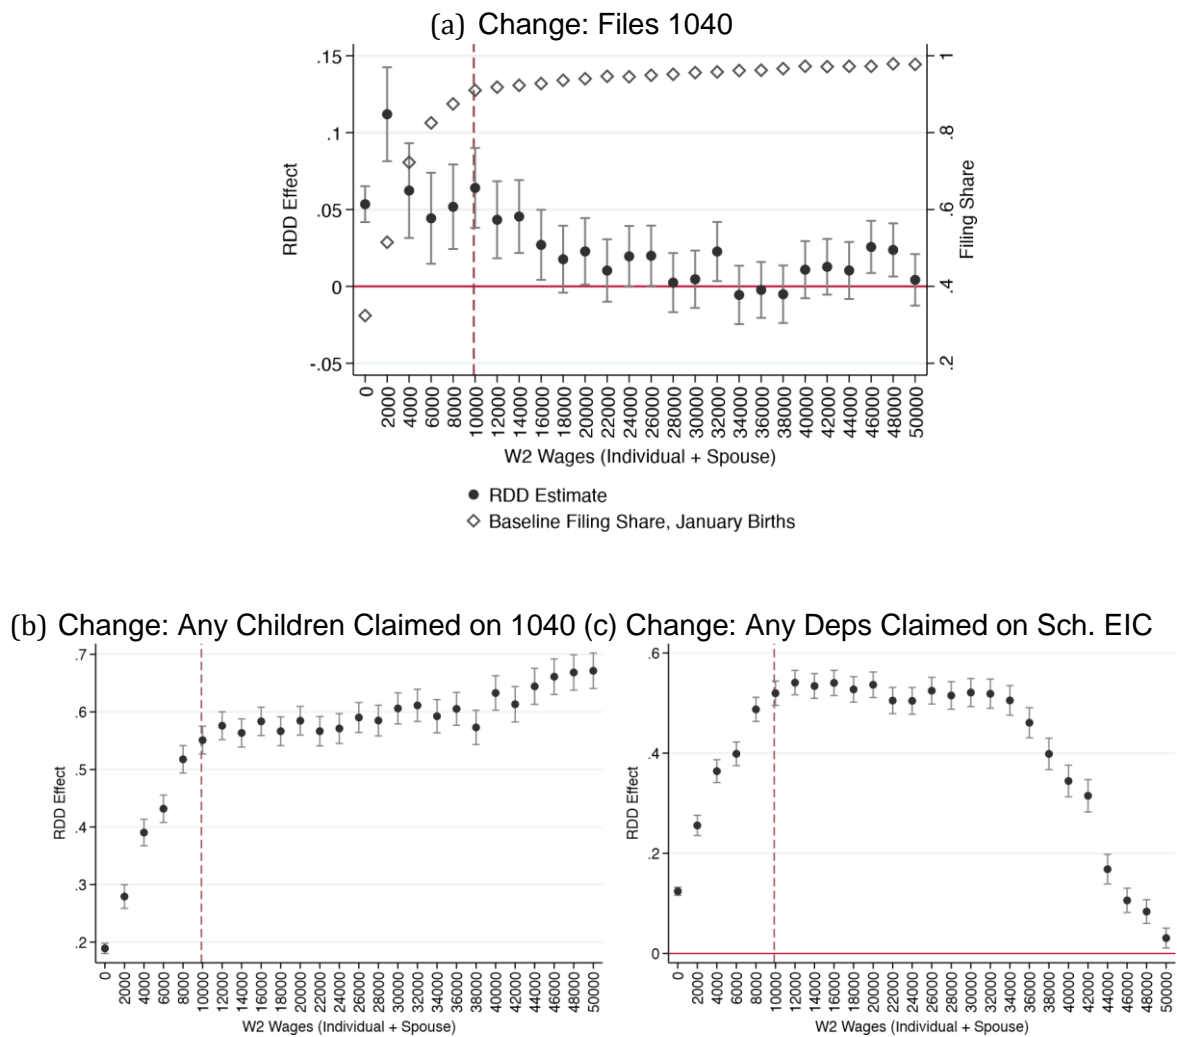 (a) Change: Files 1040
.15
.1
.05
0
-.05
RDD Effect
1
.8
.6
.4
.2
Filing Share
0 2000 4000 6000 8000 10000 12000 14000 16000 18000 20000 22000 24000 26000 28000 30000 32000 34000 36000 38000 40000 42000 44000 46000 48000 50000
W2 Wages (Individual + Spouse)
RDD Estimate
Baseline Filing Share, January Births
(b) Change: Any Children Claimed on 1040 (c) Change: Any Deps Claimed on Sch. EIC
.7
.6
.5
.4
.3
.2
RDD Effect
0 2000 4000 6000 8000 10000 12000 14000 16000 18000 20000 22000 24000 26000 28000 30000 32000 34000 36000 38000 40000 42000 44000 46000 48000 50000
W2 Wages (Individual + Spouse)
.6
.4
.2
0
RDD Effect
0 2000 4000 6000 8000 10000 12000 14000 16000 18000 20000 22000 24000 26000 28000 30000 32000 34000 36000 38000 40000 42000 44000 46000 48000 50000
W2 Wages (Individual + Spouse)